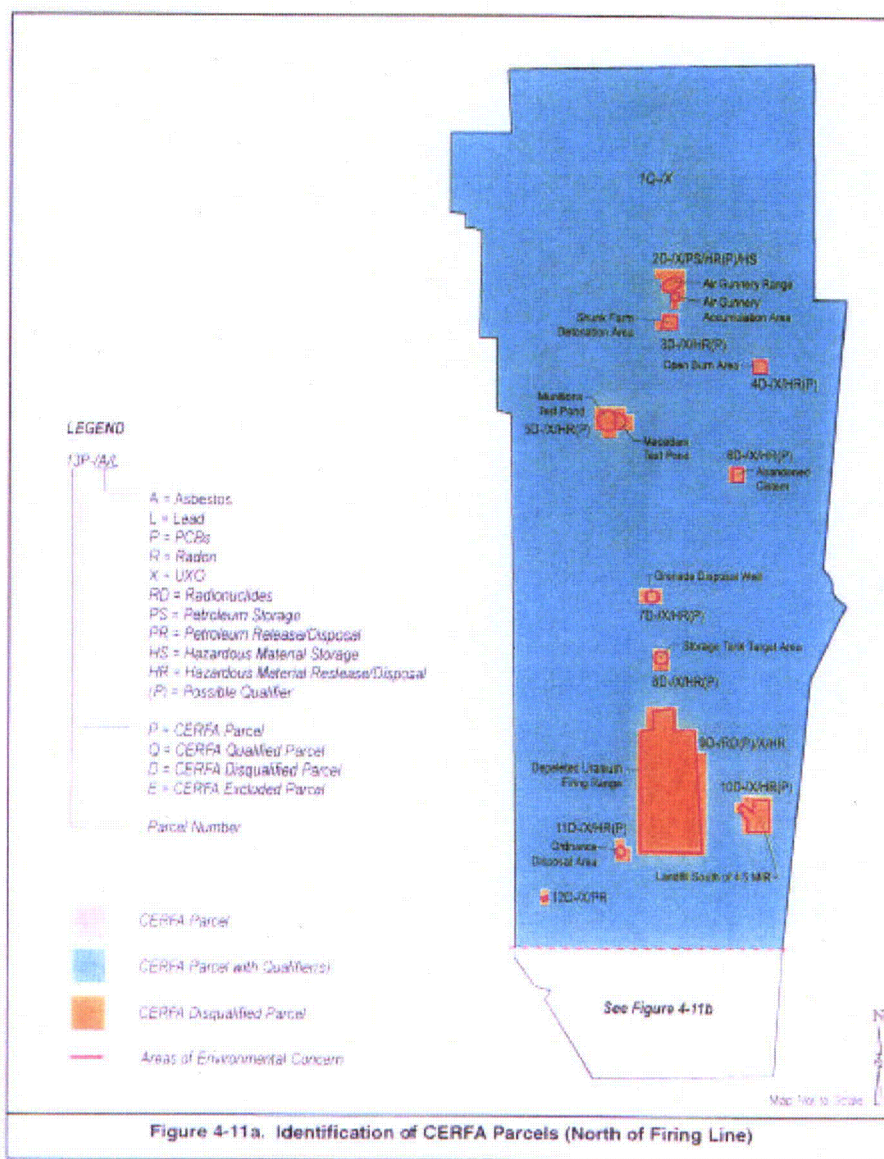 1Q-/X
2D-/X/PS/HR(P)/HS
Air Gunnery Range
Air Gunnery
Accumulation Area
Shunk Farm
Detonation Area
3D-/X/HR(P)
Open Burn Area
4D-/X/HR(P)
Munitions
Test Pond
5D-/X/HR(P)
Macadam
Test Pond
6D-/X/HR(P)
Abandoned
Cistern
Grenade Disposal Well
7D-/X/HR(P)
Storage Tank Target Area
8D-/X/HR(P)
9D-/RD(P)/X/HR
Depleted Uranium
Firing Range
10D-/X/HR(P)
11D-/X/HR(P)
Ordnance
Disposal Area
Landfill South of
12D-/X/PR
See Figure 4-11b
LEGEND
13P-/A/L
A = Asbestos
L = Lead
P = PCBs
R = Radon
X = UXO
RD = Radionuclides
PS = Petroleum Storage
PR = Petroleum Release/Disposal
HS = Hazardous Material Storage
HR = Hazardous Material Reslease/Disposal
(P) = Possible Qualifier
P = CERFA Parcel
Q = CERFA Qualified Parcel
D = CERFA Disqualified Parcel
E = CERFA Excluded Parcel
Parcel Number
CERFA Parcel
CERFA Parcel with Qualifier(s)
CERFA Disqualified Parcel
Areas of Environmental Concern
N
Map Not to Scale
Figure 4-11a. Identification of CERFA Parcels (North of Firing Line)